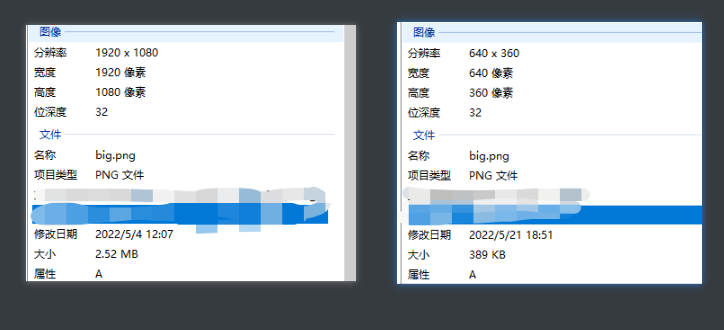 图像
分辨率 1920 x 1080
宽度 1920 像素
高度 1080 像素
位深度 32
文件
名称 big.png
项目类型 PNG 文件
修改日期 2022/5/4 12:07
大小 2.52 MB
属性 A
图像
分辨率 640 x 360
宽度 640 像素
高度 360 像素
位深度 32
文件
名称 big.png
项目类型 PNG 文件
修改日期 2022/5/21 18:51
大小 389 KB
属性 A